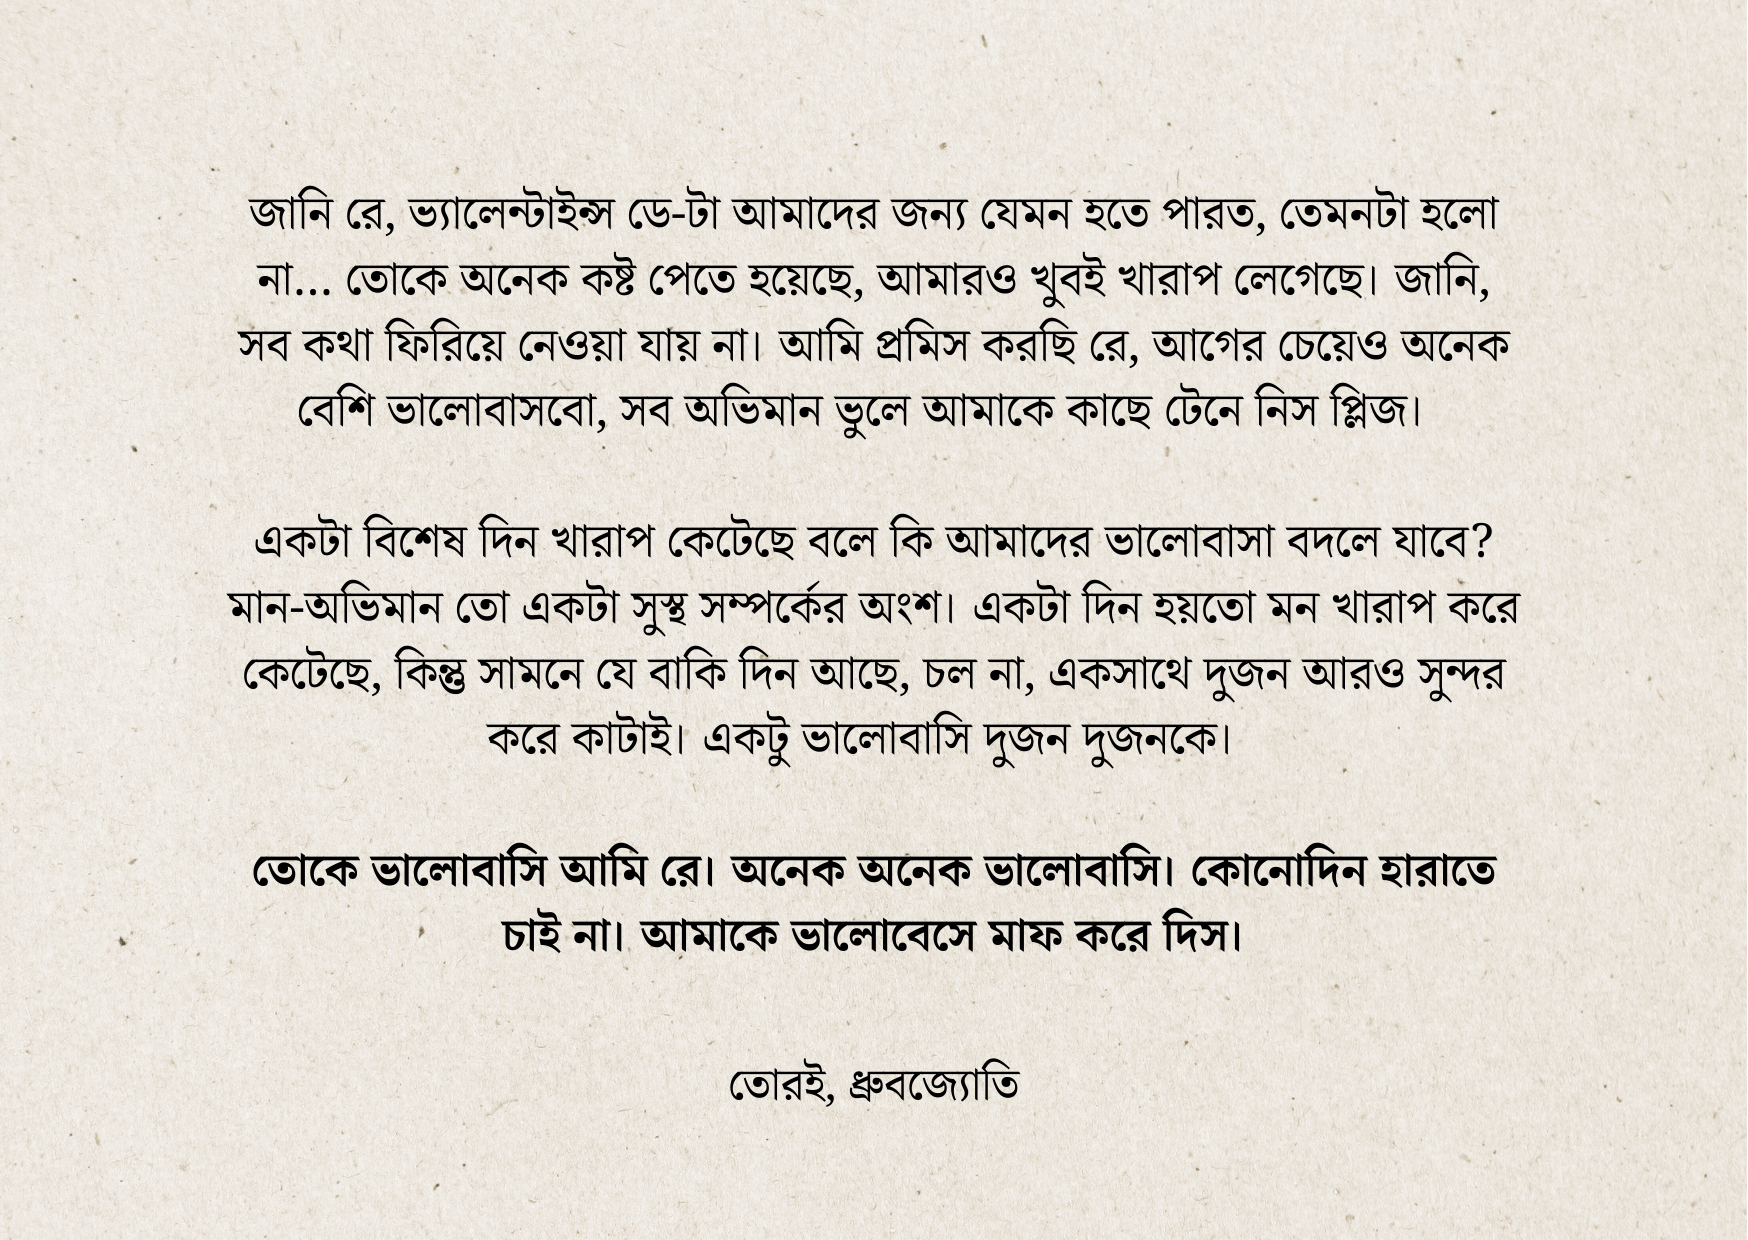 জানি রে, ভ্যালেন্টাইন্স ডে-টা আমাদের জন্য যেমন হতে পারত, তেমনটা হলো
না... তোকে অনেক কষ্ট পেতে হয়েছে, আমারও খুবই খারাপ লেগেছে। জানি,
সব কথা ফিরিয়ে নেওয়া যায় না। আমি প্রমিস করছি রে, আগের চেয়েও অনেক
বেশি ভালোবাসবো, সব অভিমান ভুলে আমাকে কাছে টেনে নিস প্লিজ।
একটা বিশেষ দিন খারাপ কেটেছে বলে কি আমাদের ভালোবাসা বদলে যাবে?
মান-অভিমান তো একটা সুস্থ সম্পর্কের অংশ। একটা দিন হয়তো মন খারাপ করে
কেটেছে, কিন্তু সামনে যে বাকি দিন আছে, চল না, একসাথে দুজন আরও সুন্দর
করে কাটাই। একটু ভালোবাসি দুজন দুজনকে।
তোকে ভালোবাসি আমি রে। অনেক অনেক ভালোবাসি। কোনোদিন হারাতে
চাই না। আমাকে ভালোবেসে মাফ করে দিস।
তোরই, ধ্রুবজ্যোতি